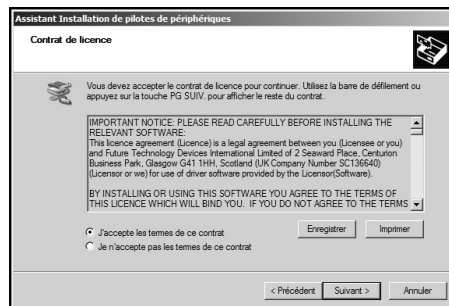 Assistant Installation de pilotes de périphériques
Contrat de licence
Vous devez accepter le contrat de licence pour continuer. Utilisez la barre de défilement ou
appuyez sur la touche PG SUIV. pour afficher le reste du contrat.
IMPORTANT NOTICE: PLEASE READ CAREFULLY BEFORE INSTALLING THE
RELEVANT SOFTWARE:
This licence agreement (Licence) is a legal agreement between you (Licensee or you)
and Future Technology Devices International Limited of 2 Seaward Place, Centurion
Business Park, Glasgow G41 1HH, Scotland (UK Company Number SC136640)
(Licensor or we) for use of driver software provided by the Licensor(Software).
BY INSTALLING OR USING THIS SOFTWARE YOU AGREE TO THE TERMS OF
THIS LICENCE WHICH WILL BIND YOU. IF YOU DO NOT AGREE TO THE TERMS
J'accepte les termes de ce contrat
Enregistrer
Imprimer
Je n'accepte pas les termes de ce contrat
< Précédent
Suivant >
Annuler